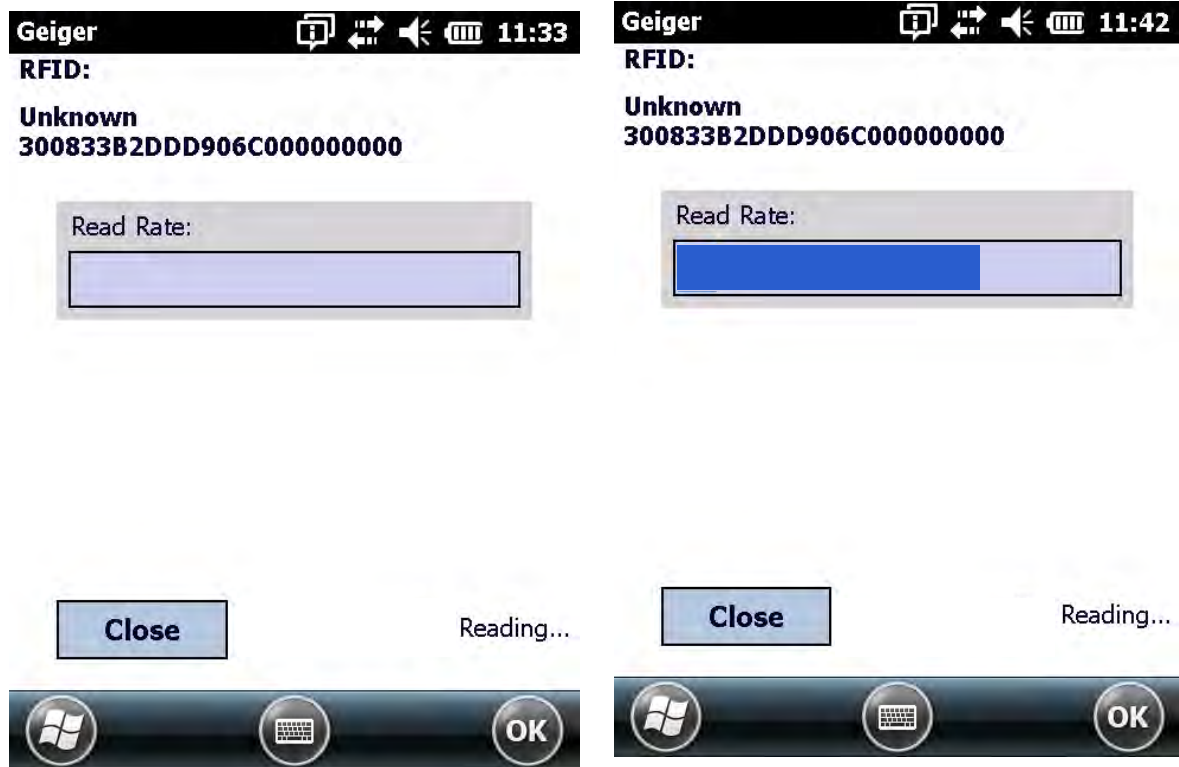 Geiger 11:33
RFID:
Unknown
300833B2DDD906C000000000
Read Rate:
Close Reading...
OK
Geiger 11:42
RFID:
Unknown
300833B2DDD906C000000000
Read Rate:
Close Reading...
OK